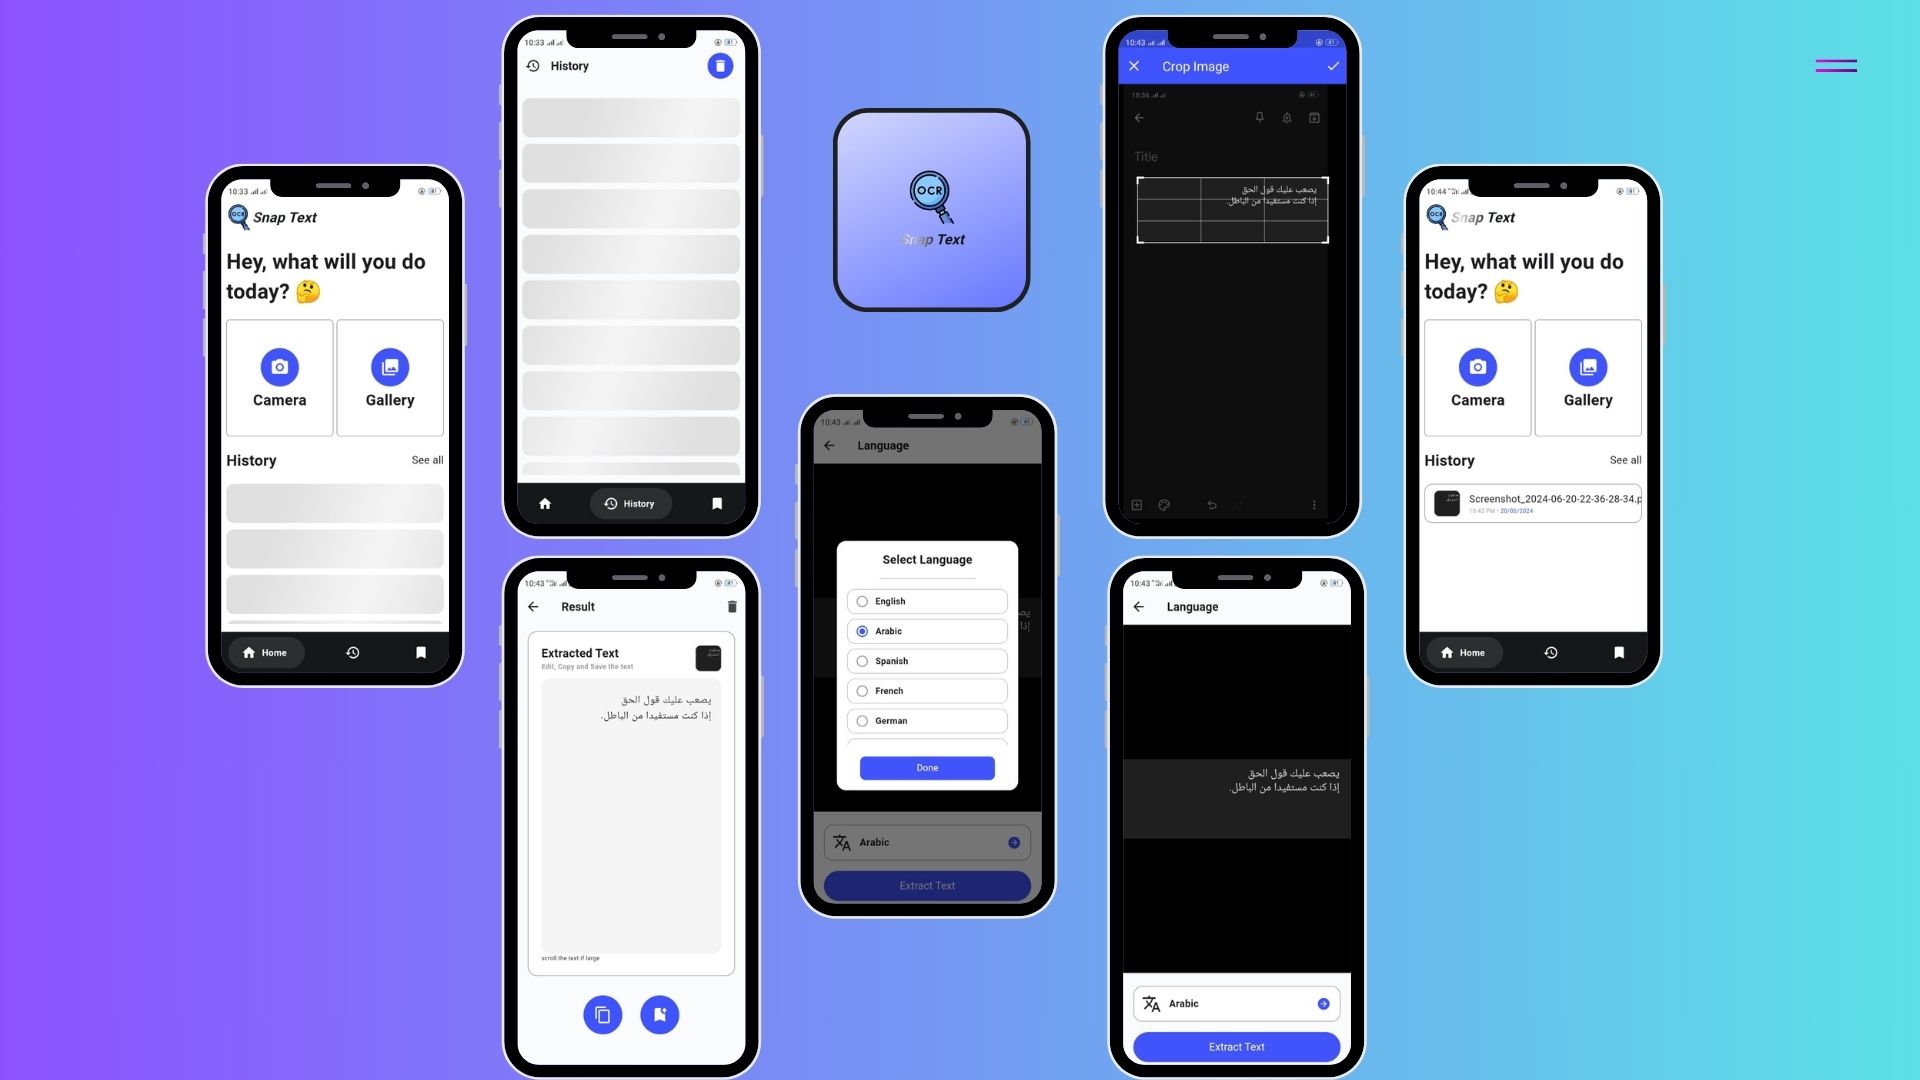 10:33
Snap Text
Hey, what will you do
today? 🤔
Camera
Gallery
History
See all
Home
10:33
History
History
10:43
Result
Extracted Text
Edit, Copy and Save the text
يصعب عليك قول الحق
إذا كنت مستفيدا من الباطل.
scroll the text if large
OCR
Snap Text
10:43
Language
Select Language
English
Arabic
Spanish
French
German
Done
Arabic
Extract Text
10:43
Crop Image
10:36
Title
يصعب عليك قول الحق
إذا كنت مستفيدا من الباطل.
10:43
Language
يصعب عليك قول الحق
إذا كنت مستفيدا من الباطل.
Arabic
Extract Text
10:44
Snap Text
Hey, what will you do
today? 🤔
Camera
Gallery
History
See all
Screenshot_2024-06-20-22-36-28-34.p
10:43 PM - 20/06/2024
Home